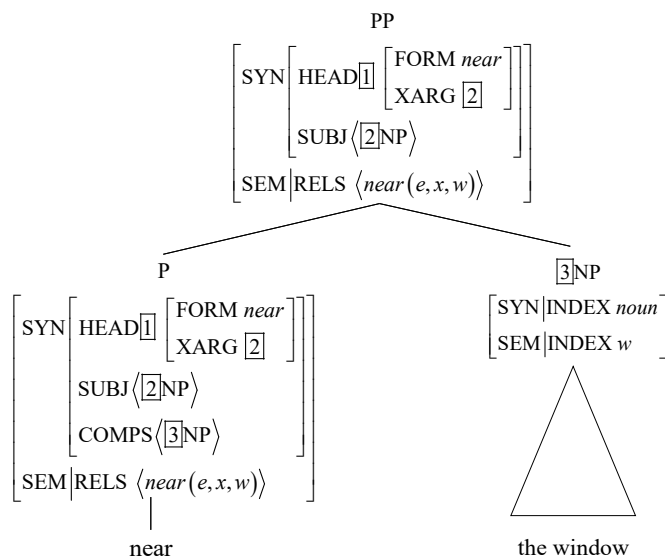 PP
SYN HEAD 1 FORM near
XARG 2
SUBJ ⟨ 2 NP⟩
SEM|RELS ⟨near(e, x, w)⟩
P
SYN HEAD 1 FORM near
XARG 2
SUBJ ⟨ 2 NP⟩
COMPS ⟨ 3 NP⟩
SEM|RELS ⟨near(e, x, w)⟩
near
3 NP
SYN|INDEX noun
SEM|INDEX w
the window